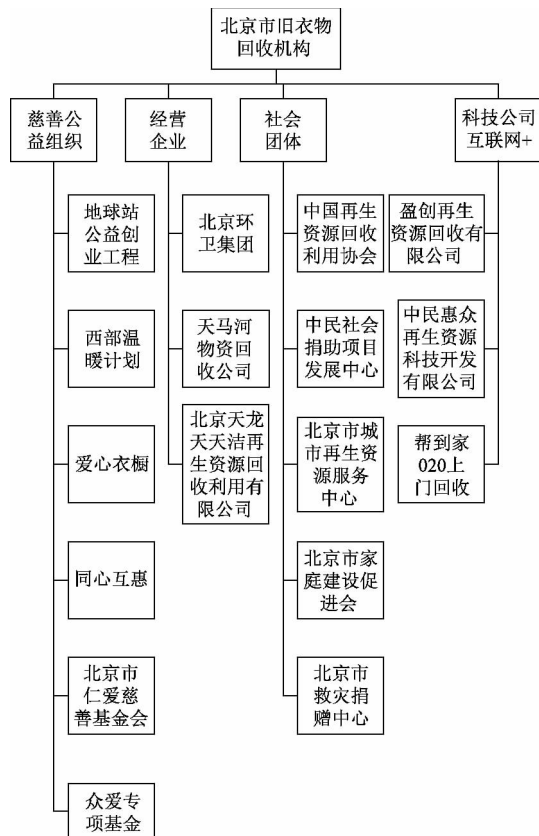 北京市旧衣物
回收机构
慈善公
益组织
经营
企业
社会
团体
科技公司
互联网+
地球站
公益创
业工程
西部温
暖计划
爱心衣橱
同心互惠
北京市
仁爱慈
善基金会
众爱专
项基金
北京环
卫集团
天马河
物资回
收公司
北京天龙
天天洁再
生资源回
收利用有
限公司
中国再生
资源回收
利用协会
中民社会
捐助项目
发展中心
北京市城
市再生资
源服务
中心
北京市家
庭建设促
进会
北京市
救灾捐
赠中心
盈创再生
资源回收有
限公司
中民惠众
再生资源
科技开发
有限公司
帮到家
020上
门回收